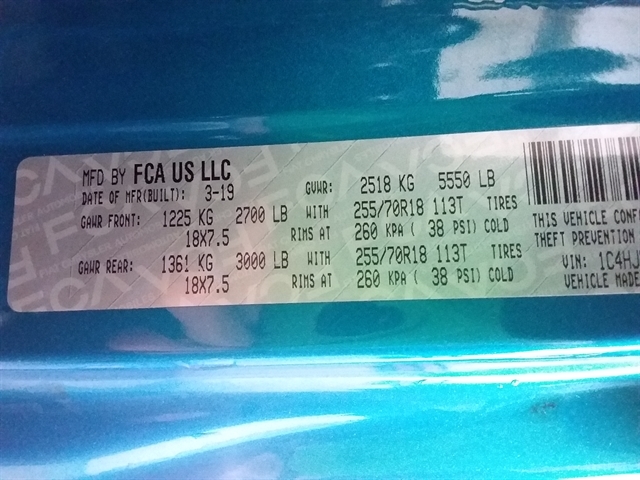 MFD BY FCA US LLC
DATE OF MFR(BUILT): 3-19 GVWR: 2518 KG 5550 LB
GAWR FRONT: 1225 KG 2700 LB WITH 255/70R18 113T TIRES
18X7.5 RIMS AT 260 KPA ( 38 PSI) COLD
GAWR REAR: 1361 KG 3000 LB WITH 255/70R18 113T TIRES
18X7.5 RIMS AT 260 KPA ( 38 PSI) COLD
THIS VEHICLE CONF
THEFT PREVENTION
VIN: 1C4HJ
VEHICLE MADE